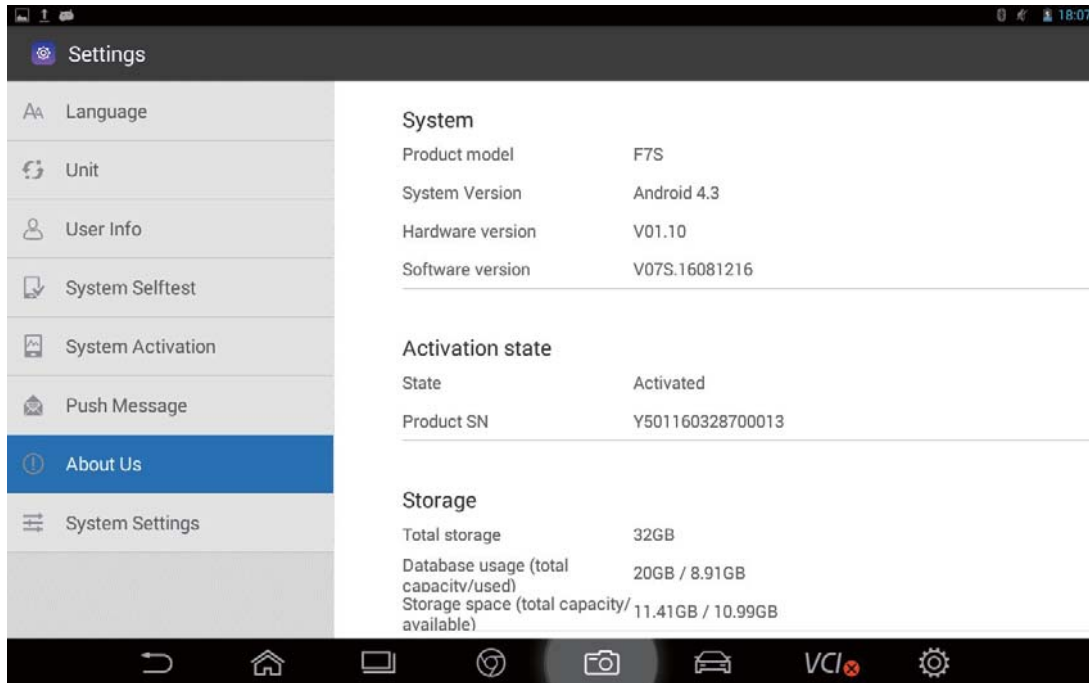 18:07
Settings
AA Language
Unit
User Info
System Selftest
System Activation
Push Message
About Us
System Settings
System
Product model F7S
System Version Android 4.3
Hardware version V01.10
Software version V07S.16081216
Activation state
State Activated
Product SN Y501160328700013
Storage
Total storage 32GB
Database usage (total
capacity/used) 20GB / 8.91GB
Storage space (total capacity/
available) 11.41GB / 10.99GB
VCI